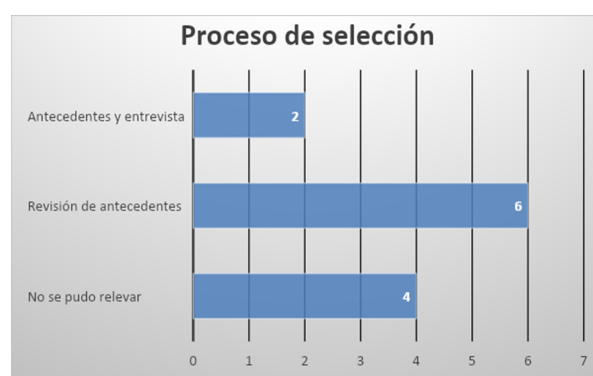 Proceso de selección
Antecedentes y entrevista
2
Revisión de antecedentes
6
No se pudo relevar
4
0 1 2 3 4 5 6 7